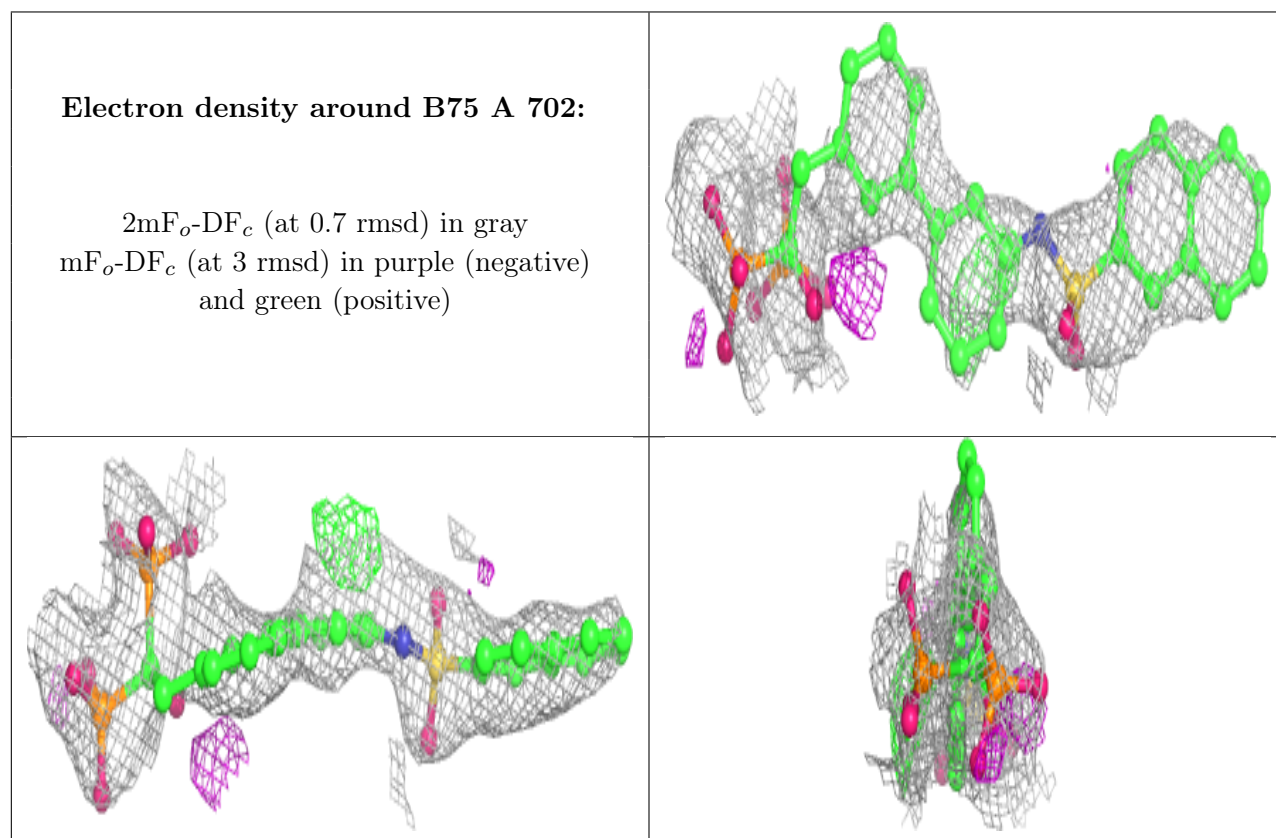 Electron density around B75 A 702:
2mFo-DFc (at 0.7 rmsd) in gray
mFo-DFc (at 3 rmsd) in purple (negative)
and green (positive)